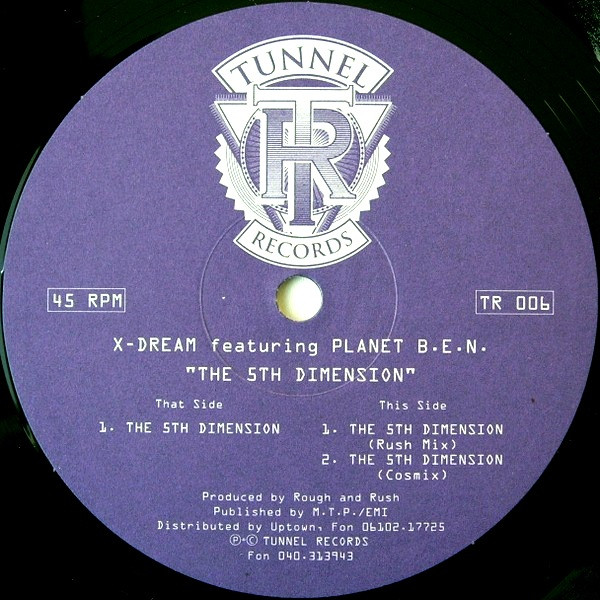 TUNNEL
TR
RECORDS
45 RPM
TR 006
X-DREAM featuring PLANET B.E.N.
"THE 5TH DIMENSION"
That Side
1. THE 5TH DIMENSION
This Side
1. THE 5TH DIMENSION
(Rush Mix)
2. THE 5TH DIMENSION
(Cosmix)
Produced by Rough and Rush
Published by M.T.P./EMI
Distributed by Uptown, Fon 06102.17725
℗+© TUNNEL RECORDS
Fon 040.313943